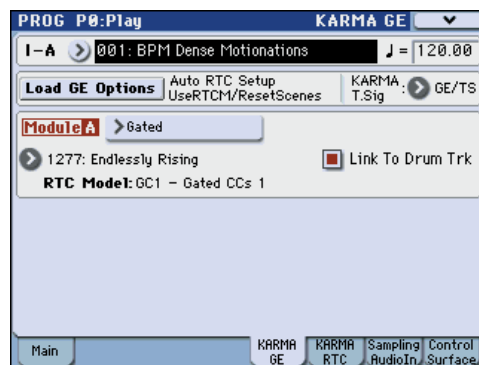 PROG P0:Play KARMA GE
I-A 001: BPM Dense Motionations ♩= 120.00
Load GE Options Auto RTC Setup KARMA T.Sig : GE/TS
UseRTCM/ResetScenes
Module A Gated
1277: Endlessly Rising Link To Drum Trk
RTC Model: GC1 - Gated CCs 1
Main KARMA GE KARMA RTC Sampling AudioIn Control Surface